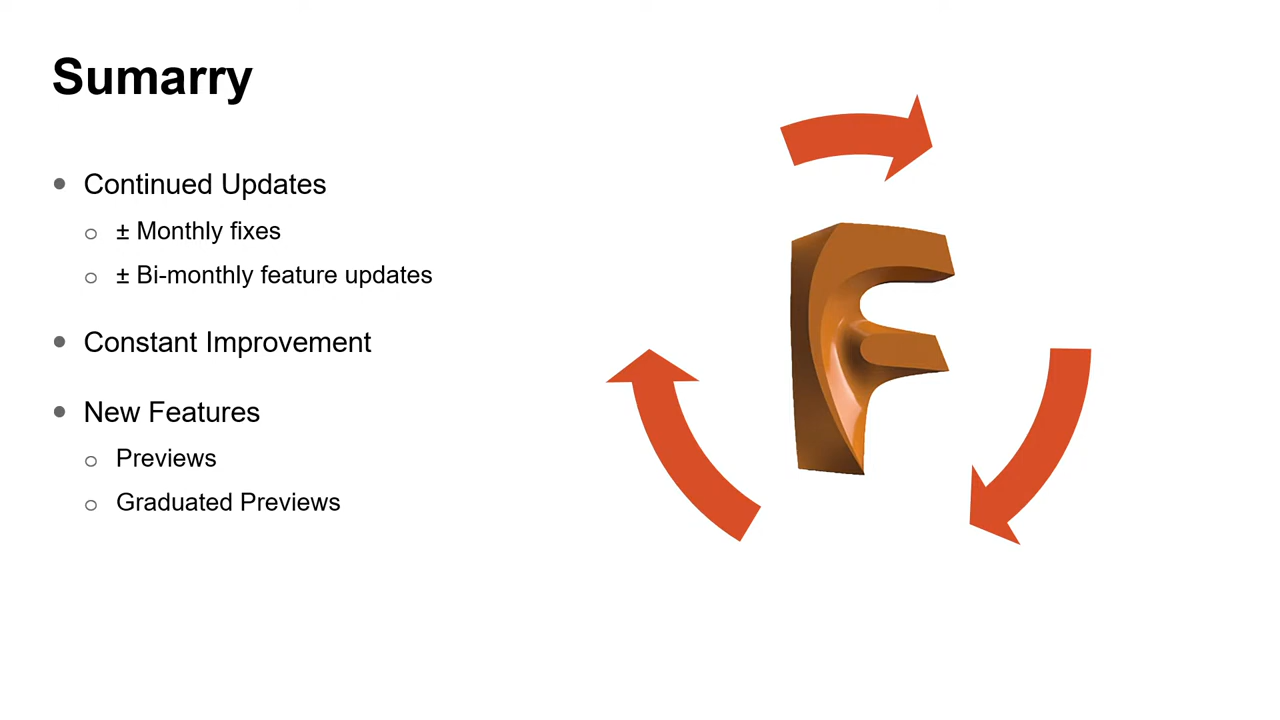 Sumarry
Continued Updates
± Monthly fixes
± Bi-monthly feature updates
Constant Improvement
New Features
Previews
Graduated Previews
F